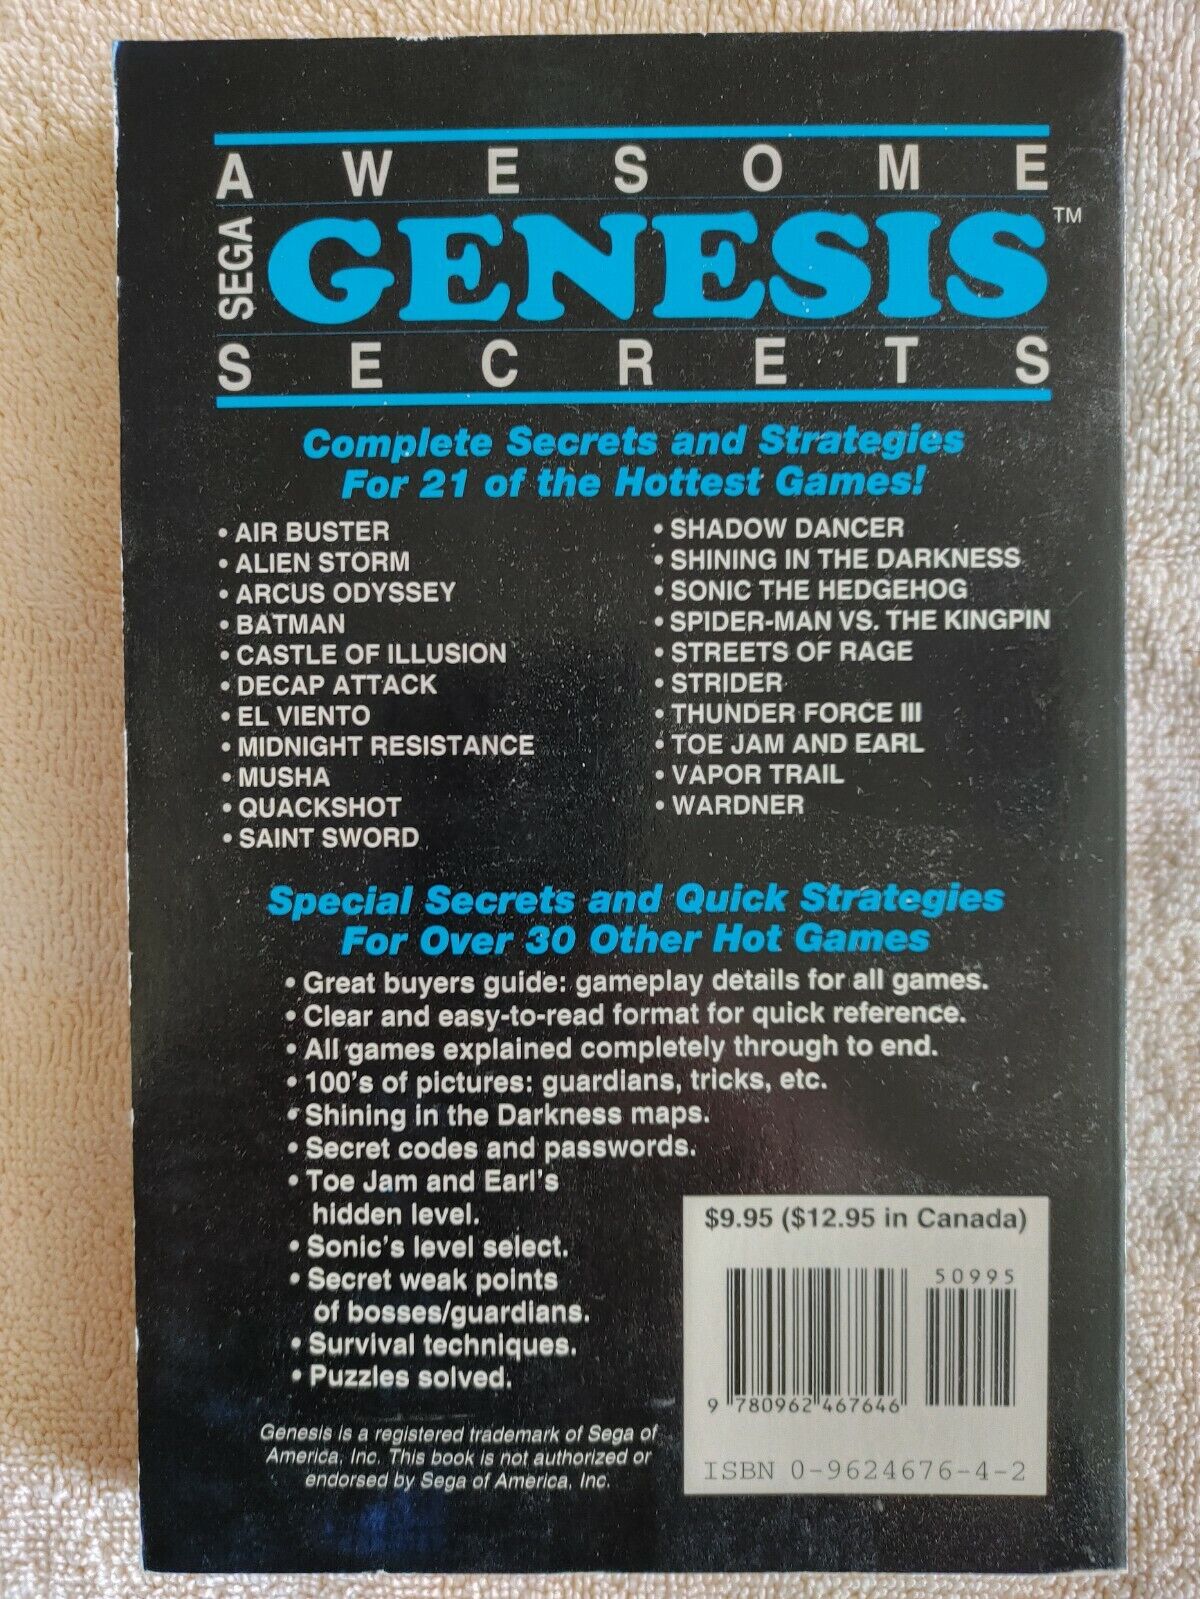 AWESOME
SEGA GENESIS™
SECRETS
Complete Secrets and Strategies
For 21 of the Hottest Games!
• AIR BUSTER
• ALIEN STORM
• ARCUS ODYSSEY
• BATMAN
• CASTLE OF ILLUSION
• DECAP ATTACK
• EL VIENTO
• MIDNIGHT RESISTANCE
• MUSHA
• QUACKSHOT
• SAINT SWORD
• SHADOW DANCER
• SHINING IN THE DARKNESS
• SONIC THE HEDGEHOG
• SPIDER-MAN VS. THE KINGPIN
• STREETS OF RAGE
• STRIDER
• THUNDER FORCE III
• TOE JAM AND EARL
• VAPOR TRAIL
• WARDNER
Special Secrets and Quick Strategies
For Over 30 Other Hot Games
• Great buyers guide: gameplay details for all games.
• Clear and easy-to-read format for quick reference.
• All games explained completely through to end.
• 100's of pictures: guardians, tricks, etc.
• Shining in the Darkness maps.
• Secret codes and passwords.
• Toe Jam and Earl's
hidden level.
• Sonic's level select.
• Secret weak points
of bosses/guardians.
• Survival techniques.
• Puzzles solved.
Genesis is a registered trademark of Sega of
America, Inc. This book is not authorized or
endorsed by Sega of America, Inc.
$9.95 ($12.95 in Canada)
50995
9 780962 467646
ISBN 0-9624676-4-2